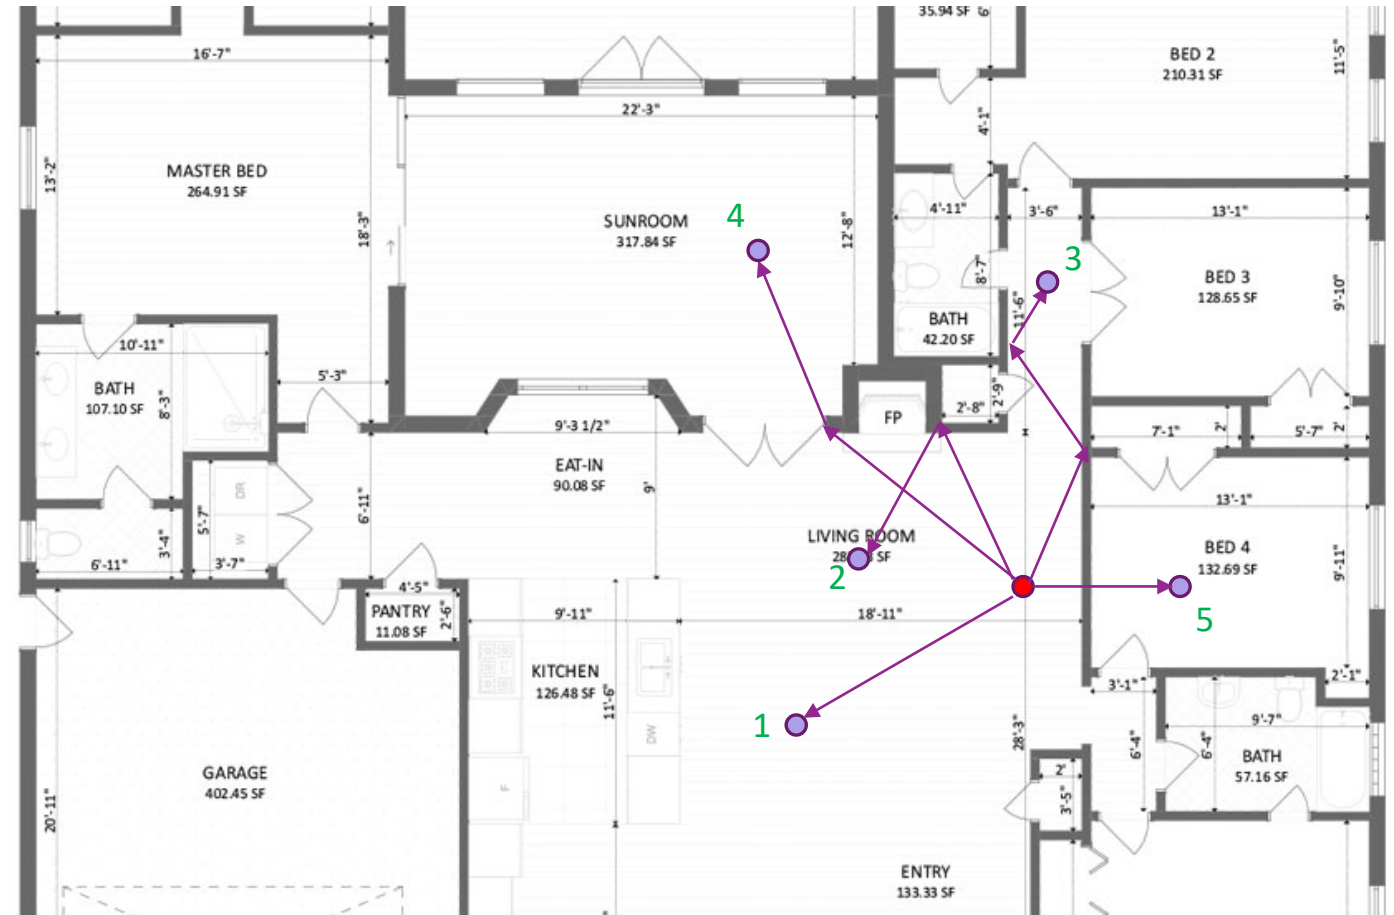 35.94 SF
6'
BED 2
210.31 SF
11'-5"
16'-7"
22'-3"
4'-1"
13'-2"
MASTER BED
264.91 SF
18'-3"
SUNROOM
317.84 SF
4
12'-8"
4'-11"
3'-6"
13'-1"
8'-7"
3
11'-6"
BED 3
128.65 SF
9'-10"
BATH
42.20 SF
10'-11"
BATH
107.10 SF
8'-3"
5'-3"
2'-9"
2'-8"
FP
9'-3 1/2"
7'-1"
2'
5'-7"
2'
EAT-IN
90.08 SF
9'
6'-11"
DR
W
5'-7"
3'-7"
3'-4"
6'-11"
LIVING ROOM
SF
2
13'-1"
BED 4
132.69 SF
9'-11"
5
4'-5"
PANTRY
11.08 SF
2'-6"
9'-11"
18'-11"
KITCHEN
126.48 SF
11'-6"
DW
F
1
28'-3"
3'-1"
2'-1"
6'-4"
6'-4"
9'-7"
BATH
57.16 SF
2'
3'-5"
GARAGE
402.45 SF
20'-11"
ENTRY
133.33 SF